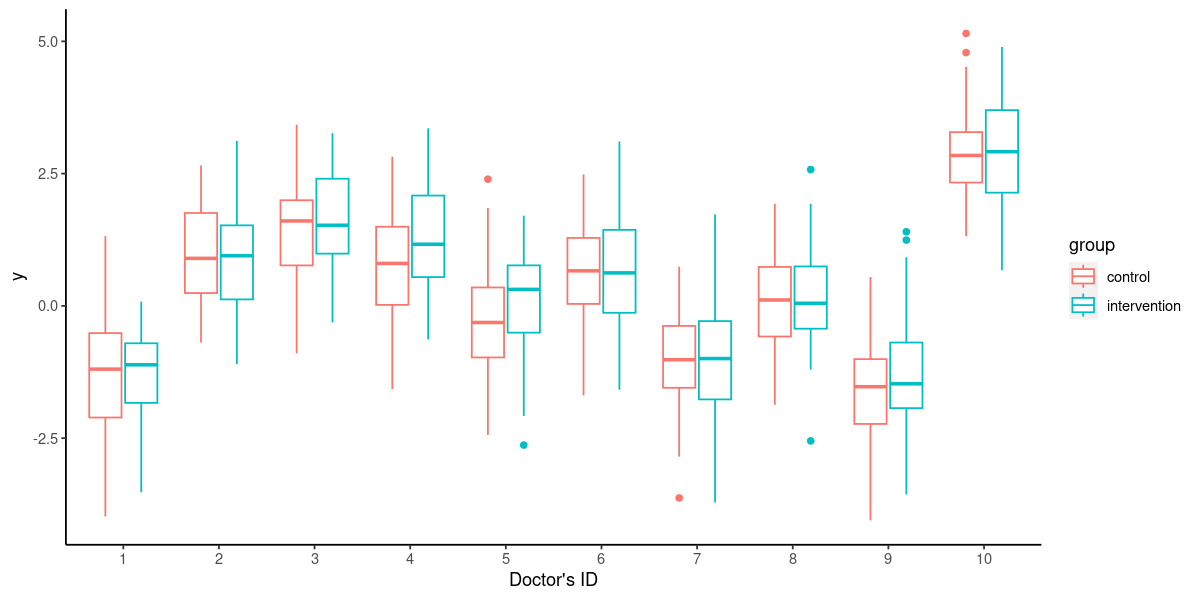 y
5.0
2.5
0.0
-2.5
1 2 3 4 5 6 7 8 9 10
Doctor's ID
group
control
intervention